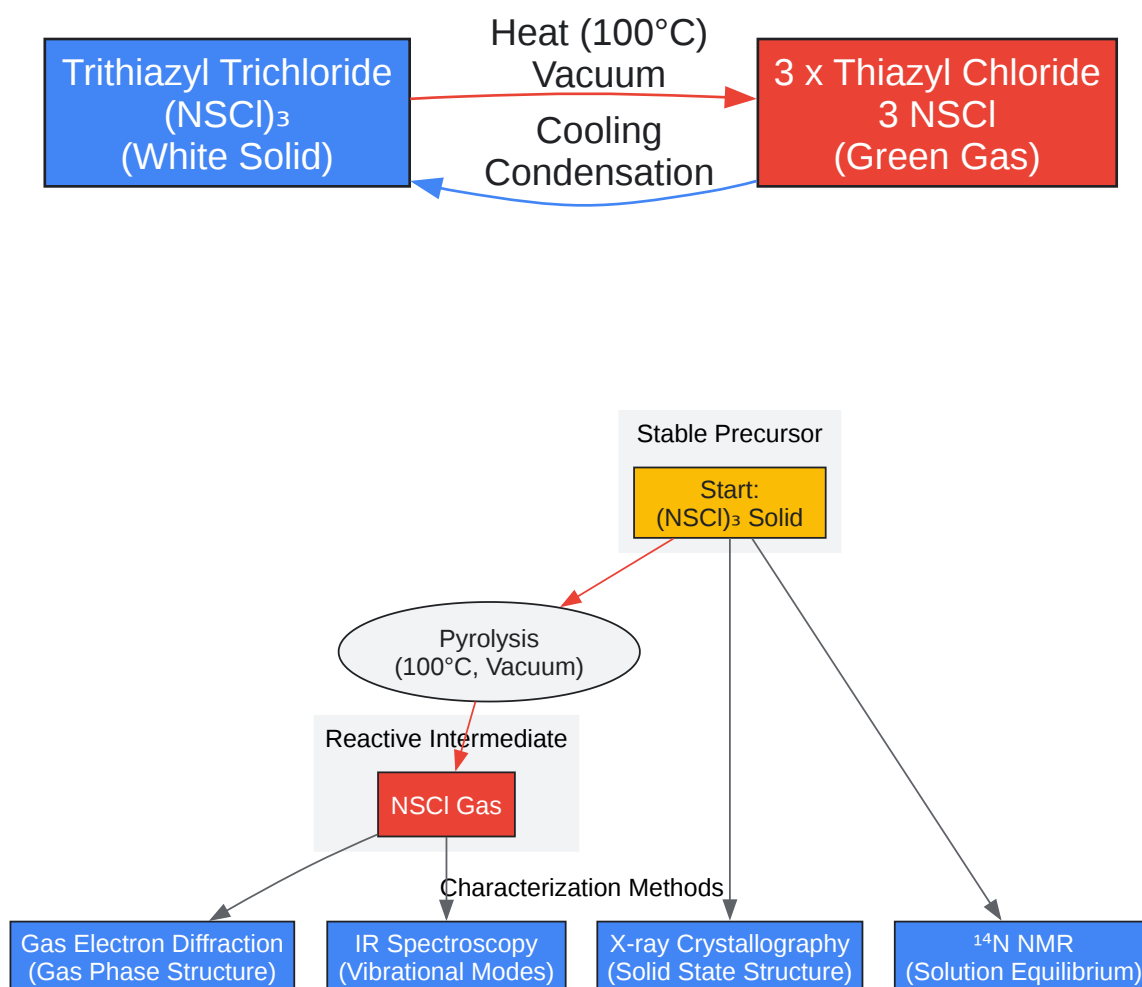 Trithiazyl Trichloride
(NSCl)₃
(White Solid)
Heat (100°C)
Vacuum
Cooling
Condensation
3 x Thiazyl Chloride
3 NSCl
(Green Gas)
Stable Precursor
Start:
(NSCl)₃ Solid
Pyrolysis
(100°C, Vacuum)
Reactive Intermediate
NSCl Gas
Characterization Methods
Gas Electron Diffraction
(Gas Phase Structure)
IR Spectroscopy
(Vibrational Modes)
X-ray Crystallography
(Solid State Structure)
¹⁴N NMR
(Solution Equilibrium)